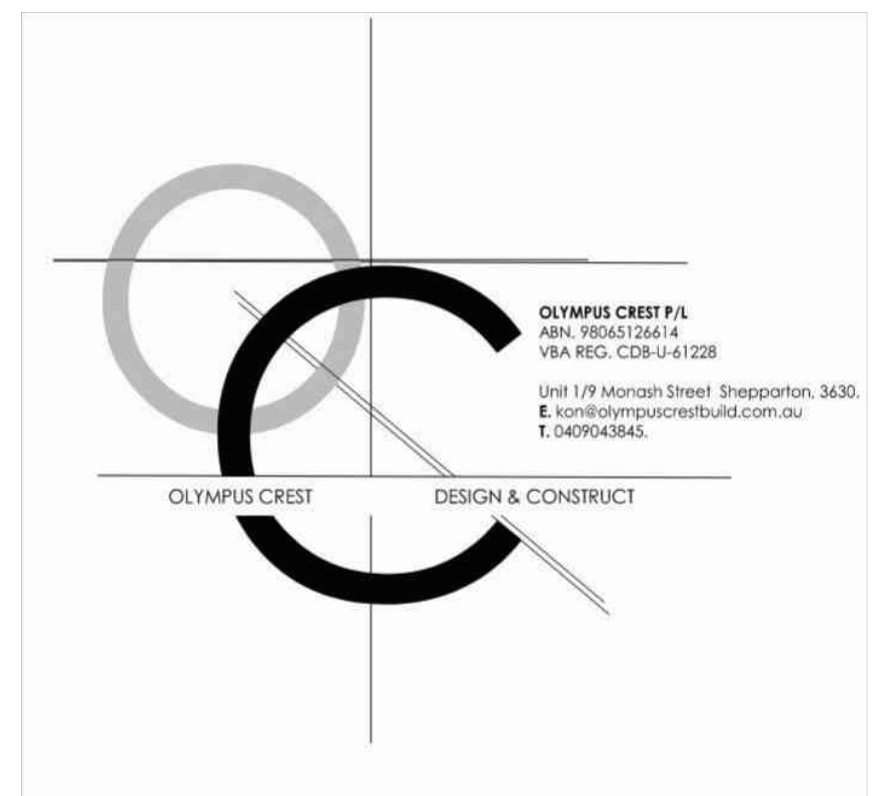 OLYMPUS CREST P/L
ABN. 98065126614
VBA REG. CDB-U-61228
Unit 1/9 Monash Street Shepparton, 3630.
E. kon@olympuscrestbuild.com.au
T. 0409043845.
OLYMPUS CREST DESIGN & CONSTRUCT